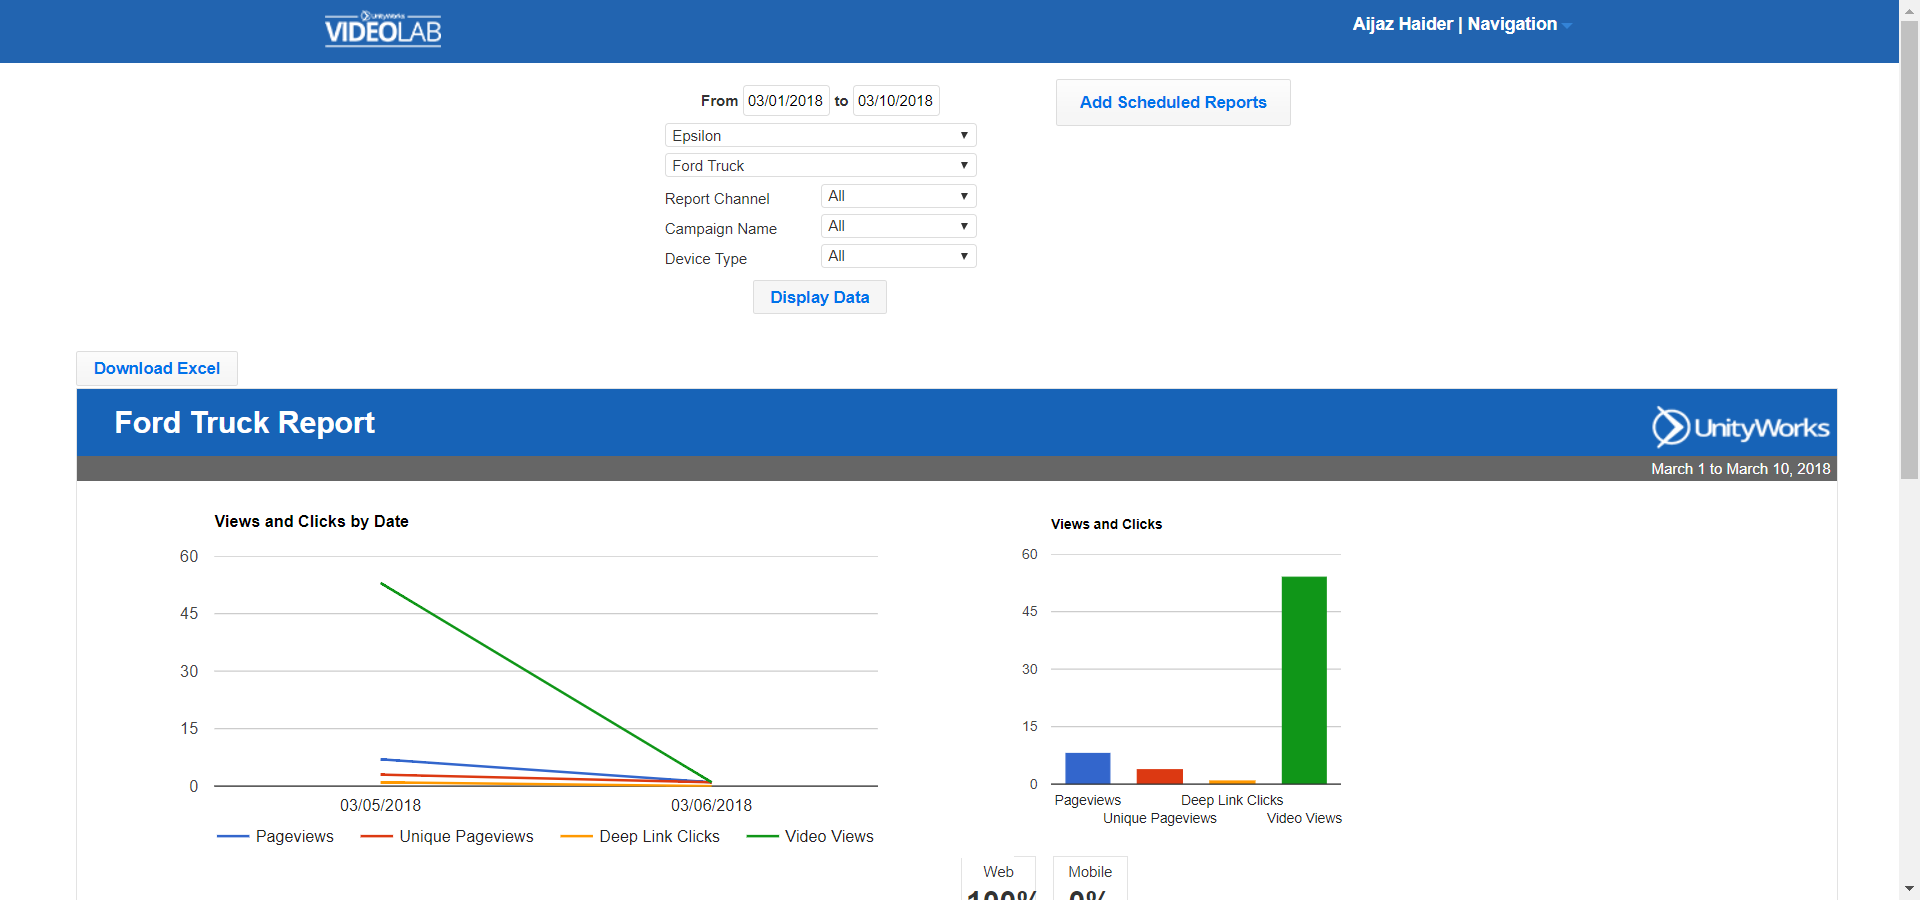 UnityWorks
VIDEOLAB
Aijaz Haider | Navigation
From 03/01/2018 to 03/10/2018
Add Scheduled Reports
Epsilon
Ford Truck
Report Channel All
Campaign Name All
Device Type All
Display Data
Download Excel
Ford Truck Report
UnityWorks
March 1 to March 10, 2018
Views and Clicks by Date
60
45
30
15
0
03/05/2018 03/06/2018
Pageviews Unique Pageviews Deep Link Clicks Video Views
Views and Clicks
60
45
30
15
0
Pageviews Deep Link Clicks
Unique Pageviews Video Views
Web Mobile
100% 0%